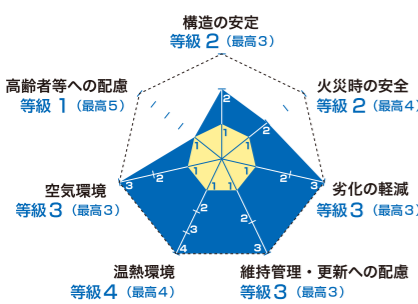 構造の安定
等級2（最高3）
高齢者等への配慮
等級1（最高5）
火災時の安全
等級2（最高4）
2
2
1
1
1
1
1
1
1
3
2
2
3
空気環境
等級3（最高3）
劣化の軽減
等級3（最高3）
2
2
3
4
3
温熱環境
等級4（最高4）
維持管理・更新への配慮
等級3（最高3）